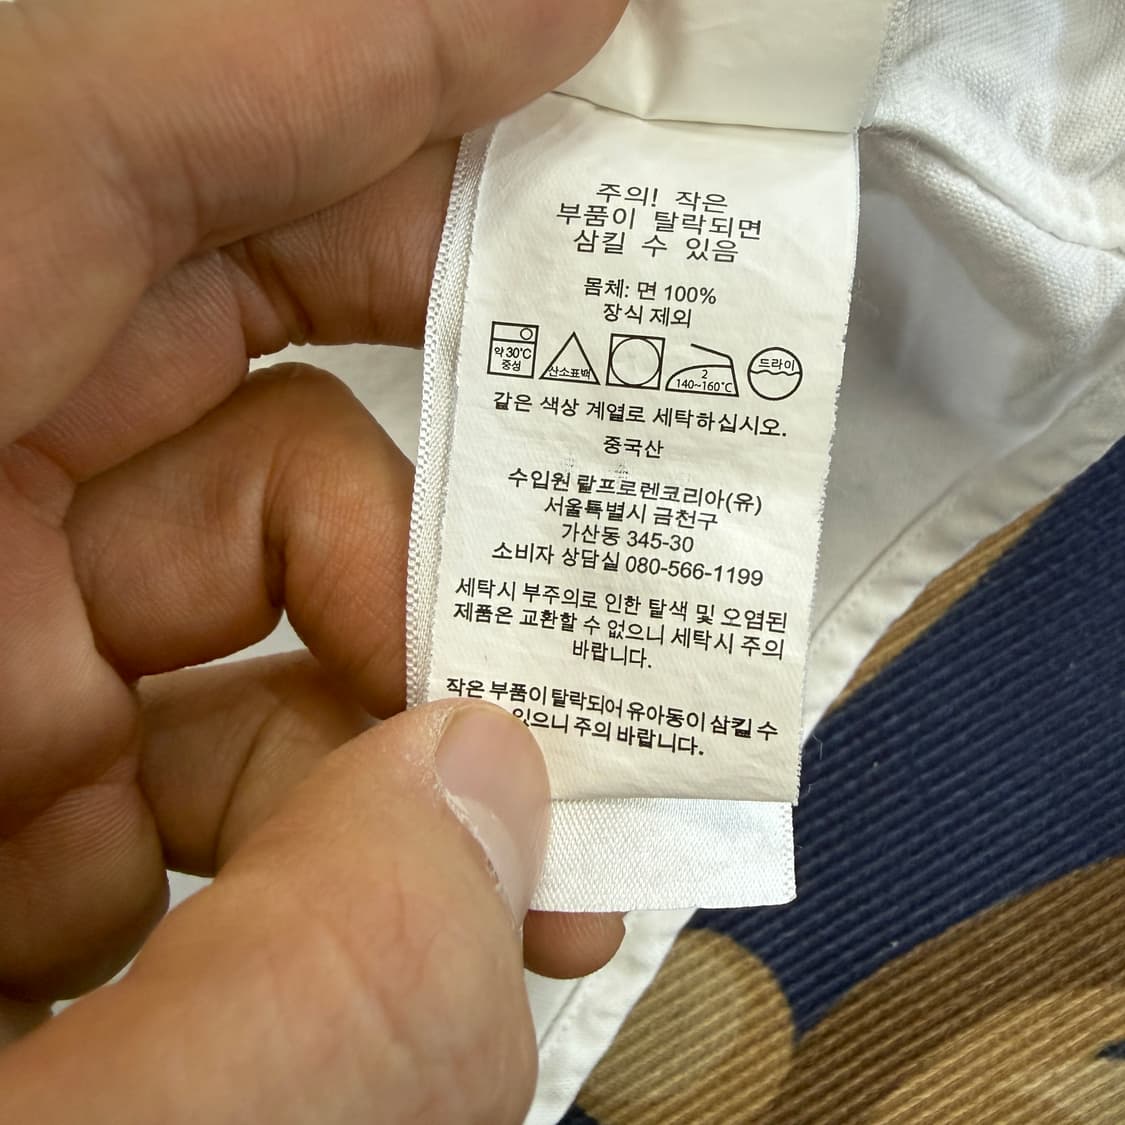 주의! 작은
부품이 탈락되면
삼킬 수 있음
몸체: 면 100%
장식 제외
약 30℃
중성
산소표백
2
140~160℃
드라이
같은 색상 계열로 세탁하십시오.
중국산
수입원 랄프로렌코리아(유)
서울특별시 금천구
가산동 345-30
소비자 상담실 080-566-1199
세탁시 부주의로 인한 탈색 및 오염된
제품은 교환할 수 없으니 세탁시 주의
바랍니다.
작은 부품이 탈락되어 유아동이 삼킬 수
있으니 주의 바랍니다.